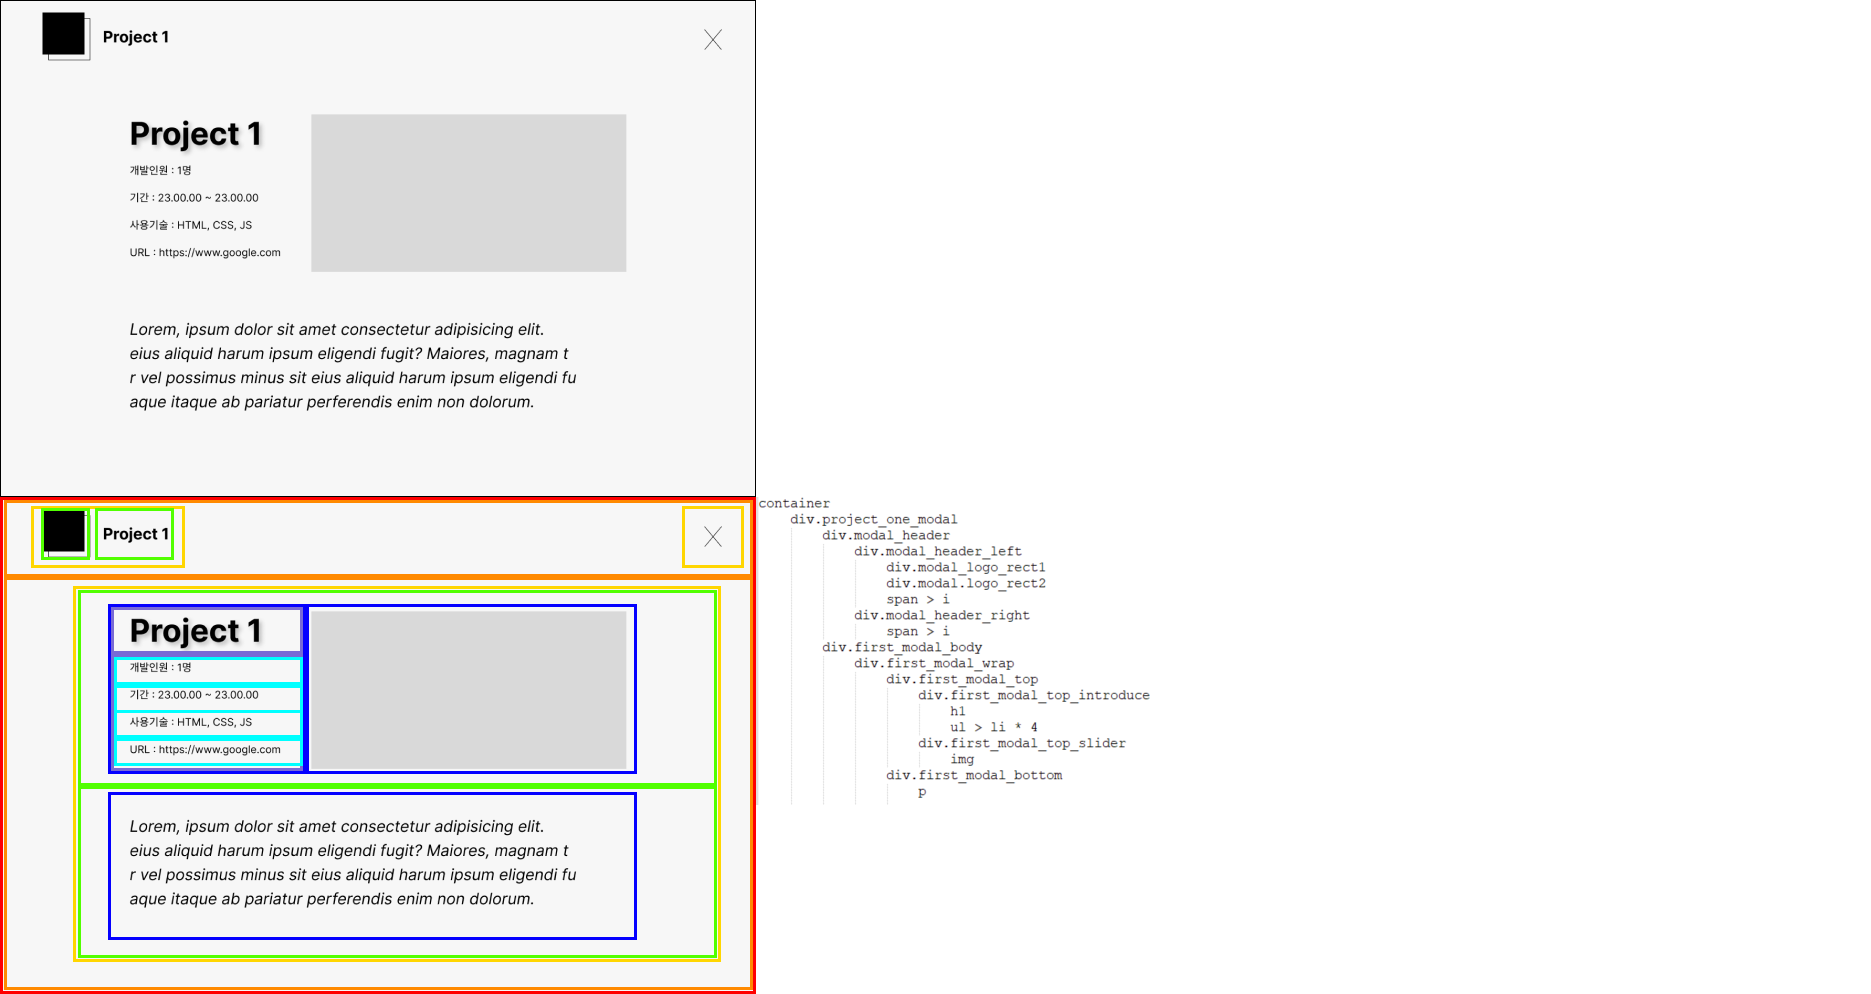 Project 1
Project 1
개발인원 : 1명
기간 : 23.00.00 ~ 23.00.00
사용기술 : HTML, CSS, JS
URL : https://www.google.com
Lorem, ipsum dolor sit amet consectetur adipisicing elit.
eius aliquid harum ipsum eligendi fugit? Maiores, magnam t
r vel possimus minus sit eius aliquid harum ipsum eligendi fu
aque itaque ab pariatur perferendis enim non dolorum.
Project 1
Project 1
개발인원 : 1명
기간 : 23.00.00 ~ 23.00.00
사용기술 : HTML, CSS, JS
URL : https://www.google.com
Lorem, ipsum dolor sit amet consectetur adipisicing elit.
eius aliquid harum ipsum eligendi fugit? Maiores, magnam t
r vel possimus minus sit eius aliquid harum ipsum eligendi fu
aque itaque ab pariatur perferendis enim non dolorum.
container
div.project_one_modal
div.modal_header
div.modal_header_left
div.modal_logo_rect1
div.modal.logo_rect2
span > i
div.modal_header_right
span > i
div.first_modal_body
div.first_modal_wrap
div.first_modal_top
div.first_modal_top_introduce
h1
ul > li * 4
div.first_modal_top_slider
img
div.first_modal_bottom
p